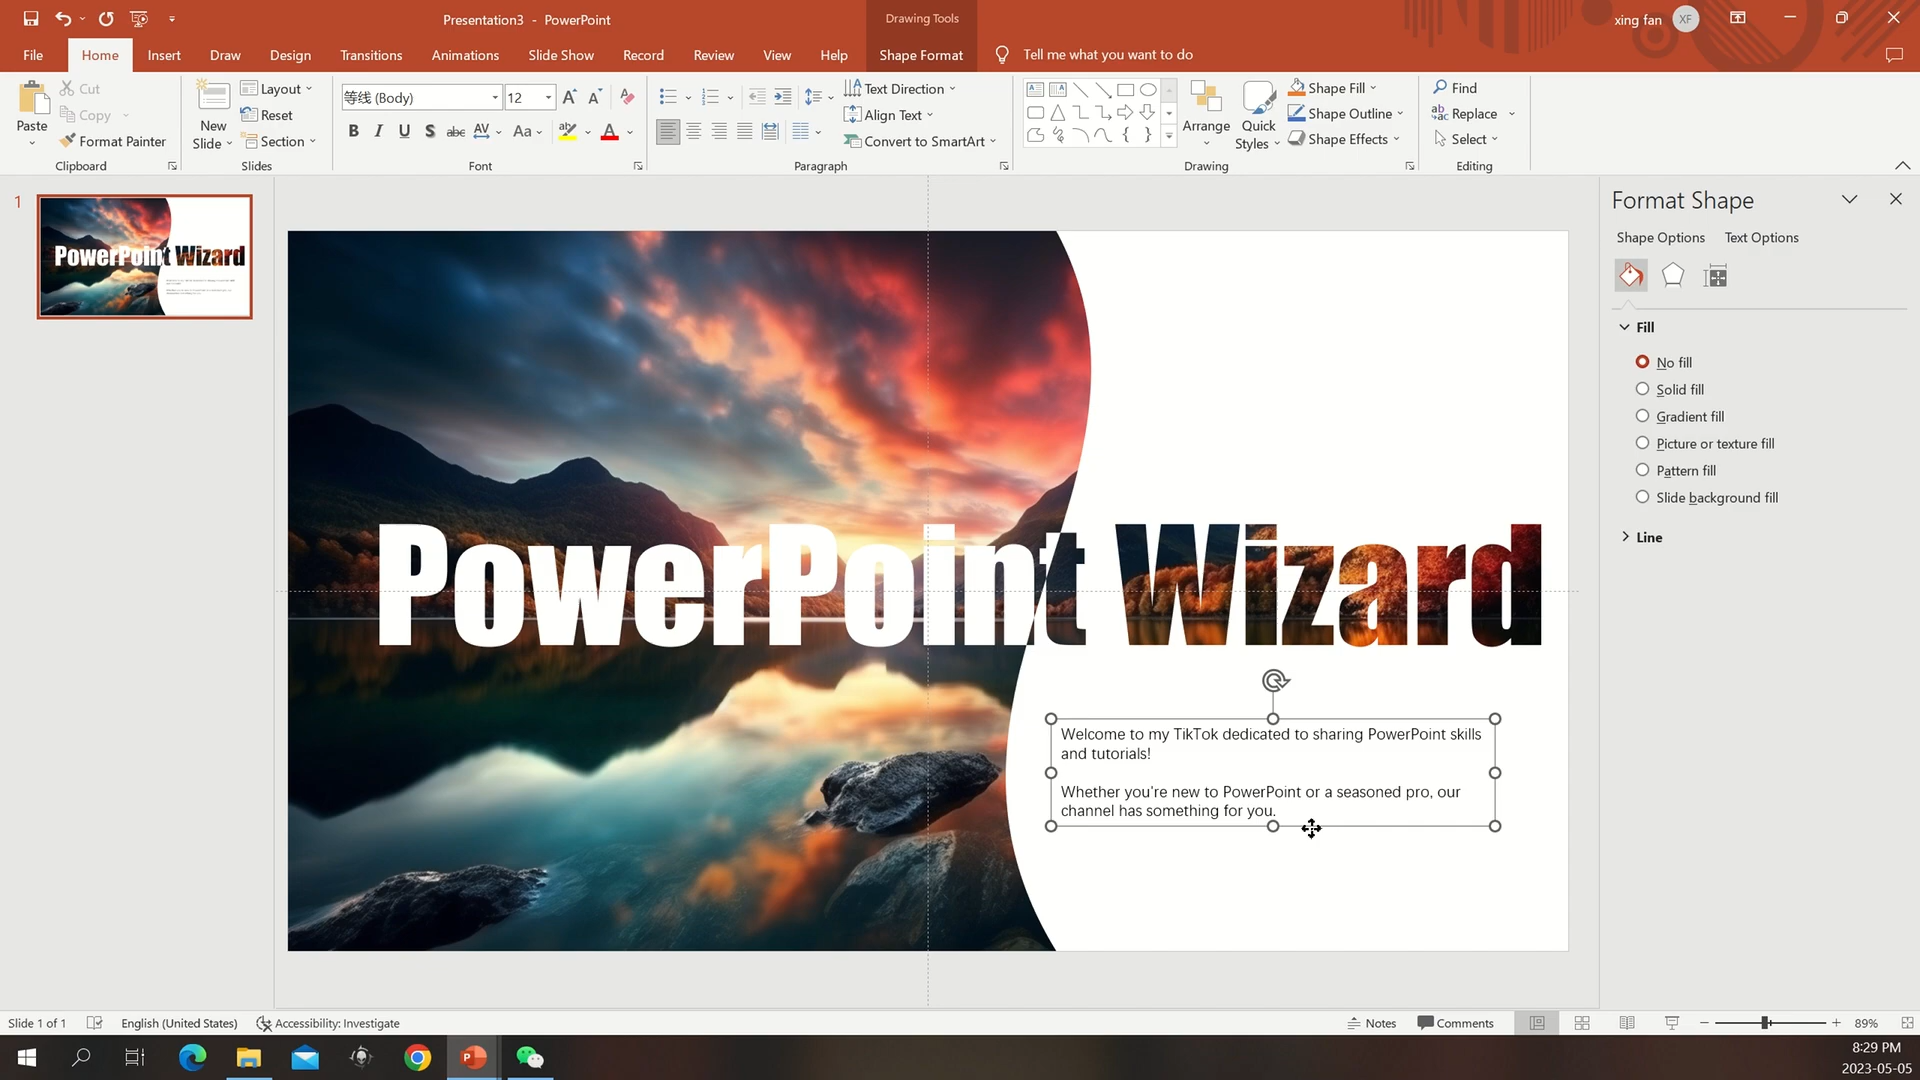 Presentation3 - PowerPoint
Drawing Tools
xing fan
XF
File
Home
Insert
Draw
Design
Transitions
Animations
Slide Show
Record
Review
View
Help
Shape Format
Tell me what you want to do
Paste
Cut
Copy
Format Painter
Clipboard
New
Slide
Layout
Reset
Section
Slides
等线 (Body)
12
B I U S abc AV Aa A
Font
Text Direction
Align Text
Convert to SmartArt
Paragraph
Arrange
Quick
Styles
Shape Fill
Shape Outline
Shape Effects
Drawing
Find
Replace
Select
Editing
1
PowerPoint Wizard
PowerPoint Wizard
Welcome to my TikTok dedicated to sharing PowerPoint skills
and tutorials!
Whether you're new to PowerPoint or a seasoned pro, our
channel has something for you.
Format Shape
Shape Options
Text Options
Fill
No fill
Solid fill
Gradient fill
Picture or texture fill
Pattern fill
Slide background fill
Line
Slide 1 of 1
English (United States)
Accessibility: Investigate
Notes
Comments
89%
8:29 PM
2023-05-05